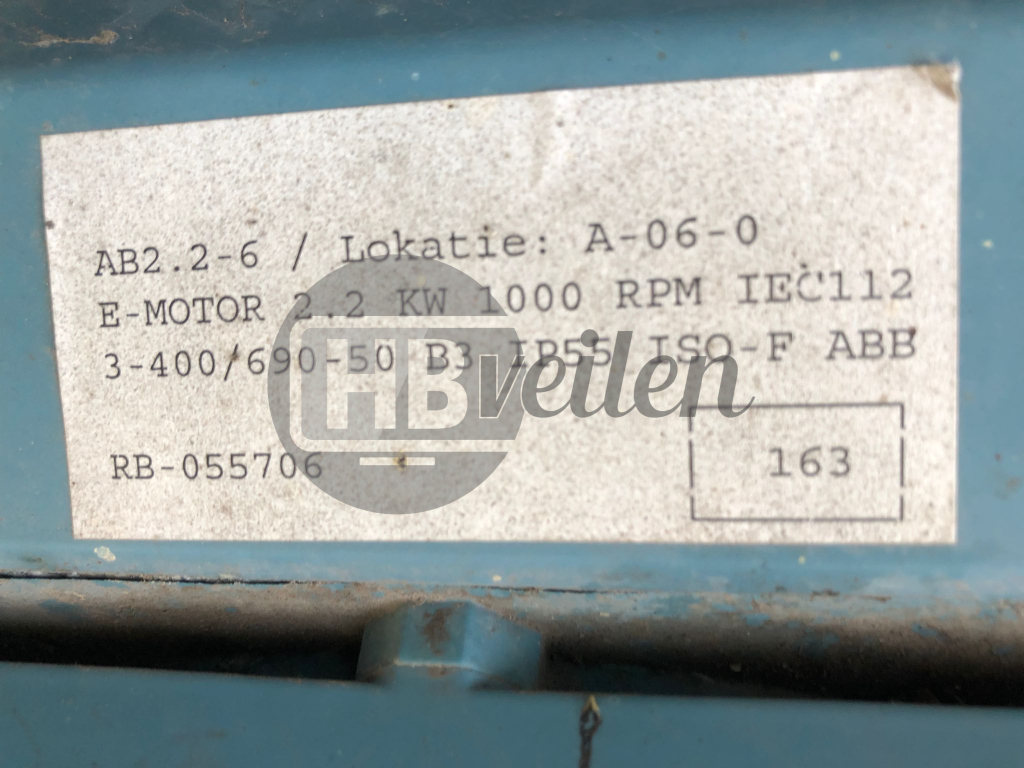 AB2.2-6 / Lokatie: A-06-0
E-MOTOR 2.2 KW 1000 RPM IEC112
3-400/690-50 B3 IP55 ISO-F ABB
HBveilen
RB-055706
163